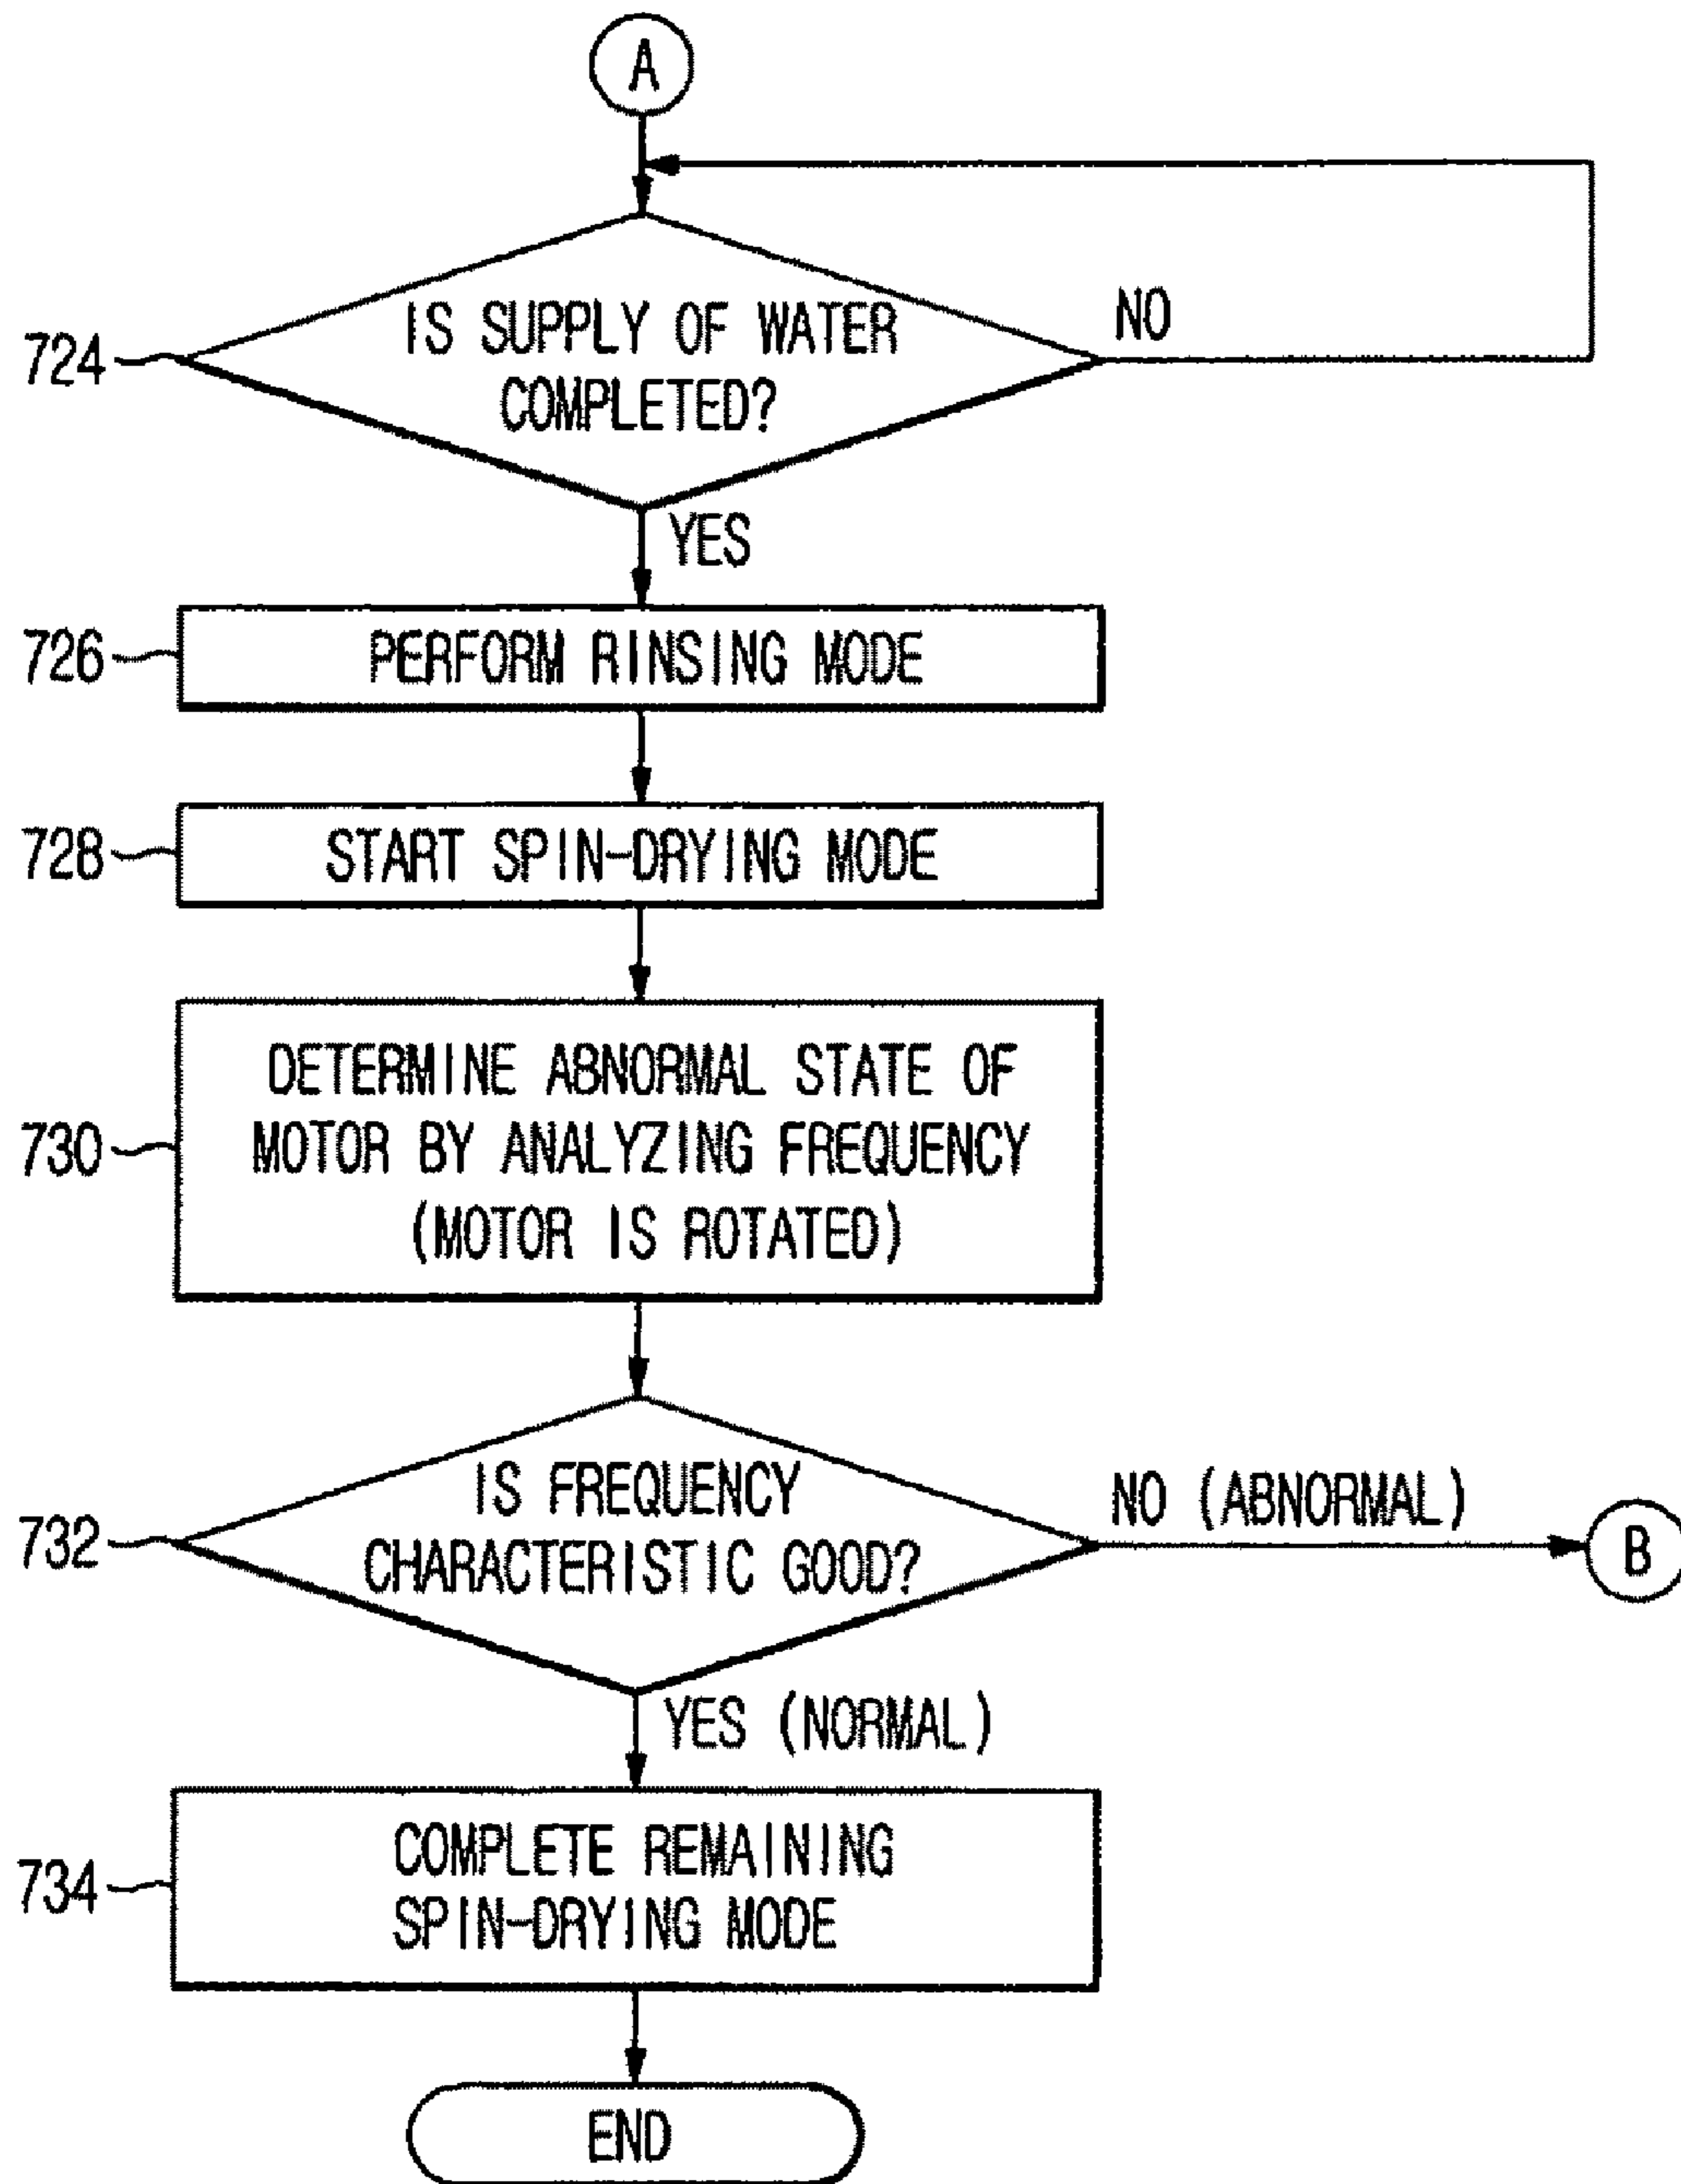 A
724
IS SUPPLY OF WATER
COMPLETED?
NO
YES
726
PERFORM RINSING MODE
728
START SPIN-DRYING MODE
730
DETERMINE ABNORMAL STATE OF
MOTOR BY ANALYZING FREQUENCY
(MOTOR IS ROTATED)
732
IS FREQUENCY
CHARACTERISTIC GOOD?
NO (ABNORMAL)
B
YES (NORMAL)
734
COMPLETE REMAINING
SPIN-DRYING MODE
END